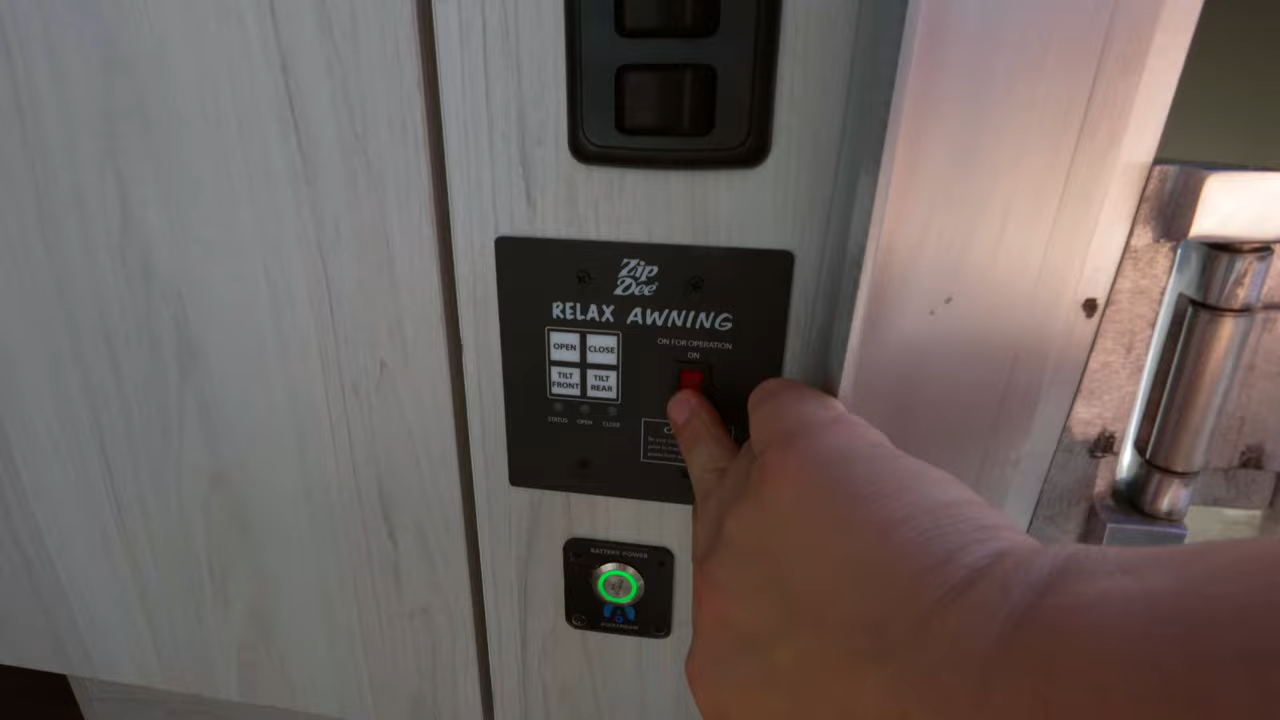 Zip
Dee
RELAX AWNING
ON FOR OPERATION
ON
OPEN
CLOSE
TILT
FRONT
TILT
REAR
STATUS
OPEN
CLOSE
BATTERY POWER